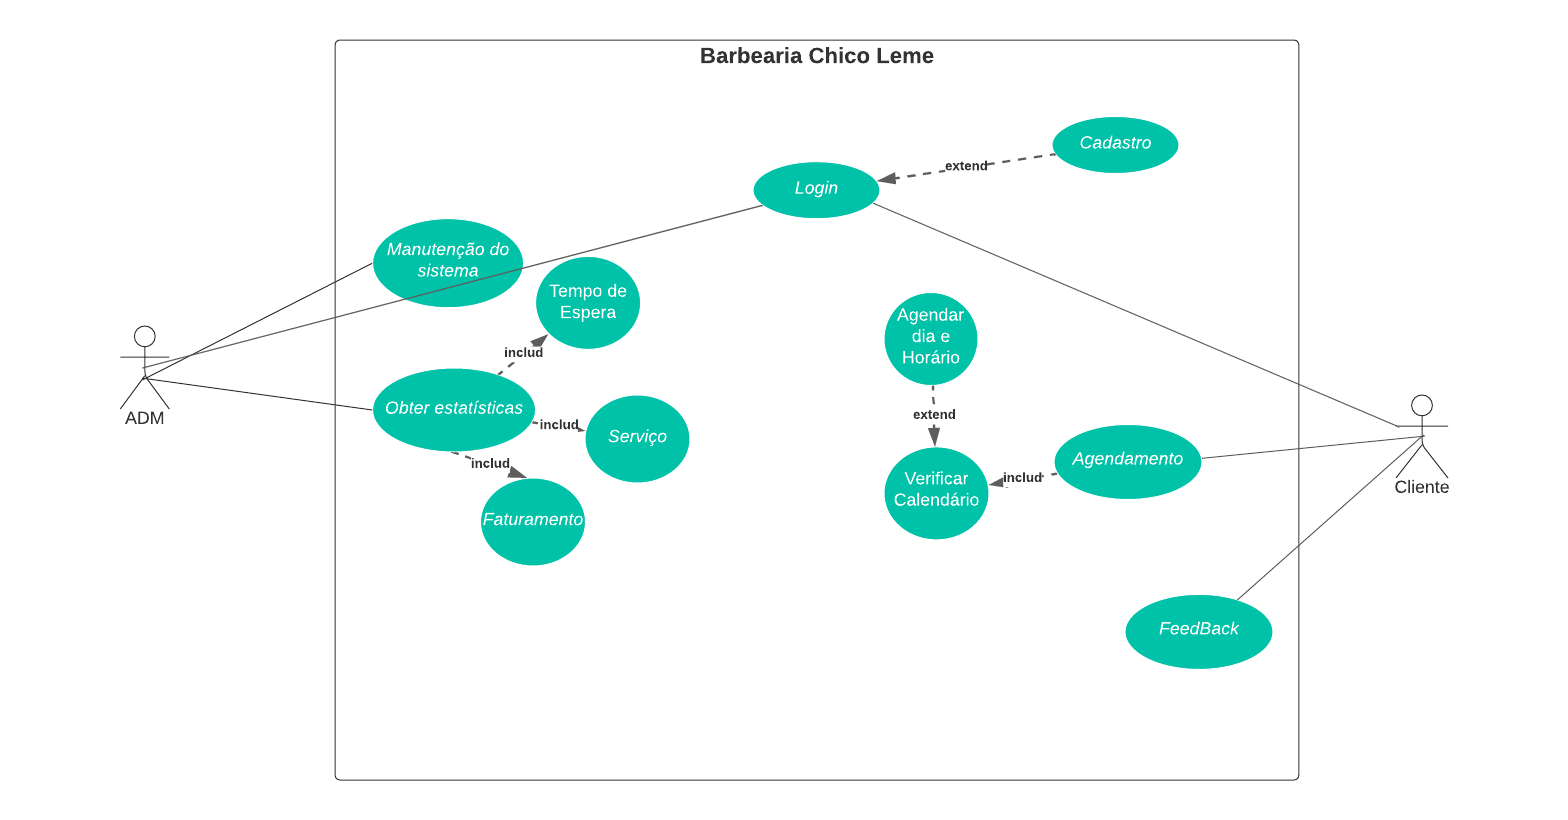 Barbearia Chico Leme
Cadastro
extend
Login
Manutenção do
sistema
Tempo de
Espera
includ
Agendar
dia e
Horário
ADM
Obter estatísticas
includ
Serviço
includ
Faturamento
extend
Verificar
Calendário
includ
Agendamento
Cliente
FeedBack